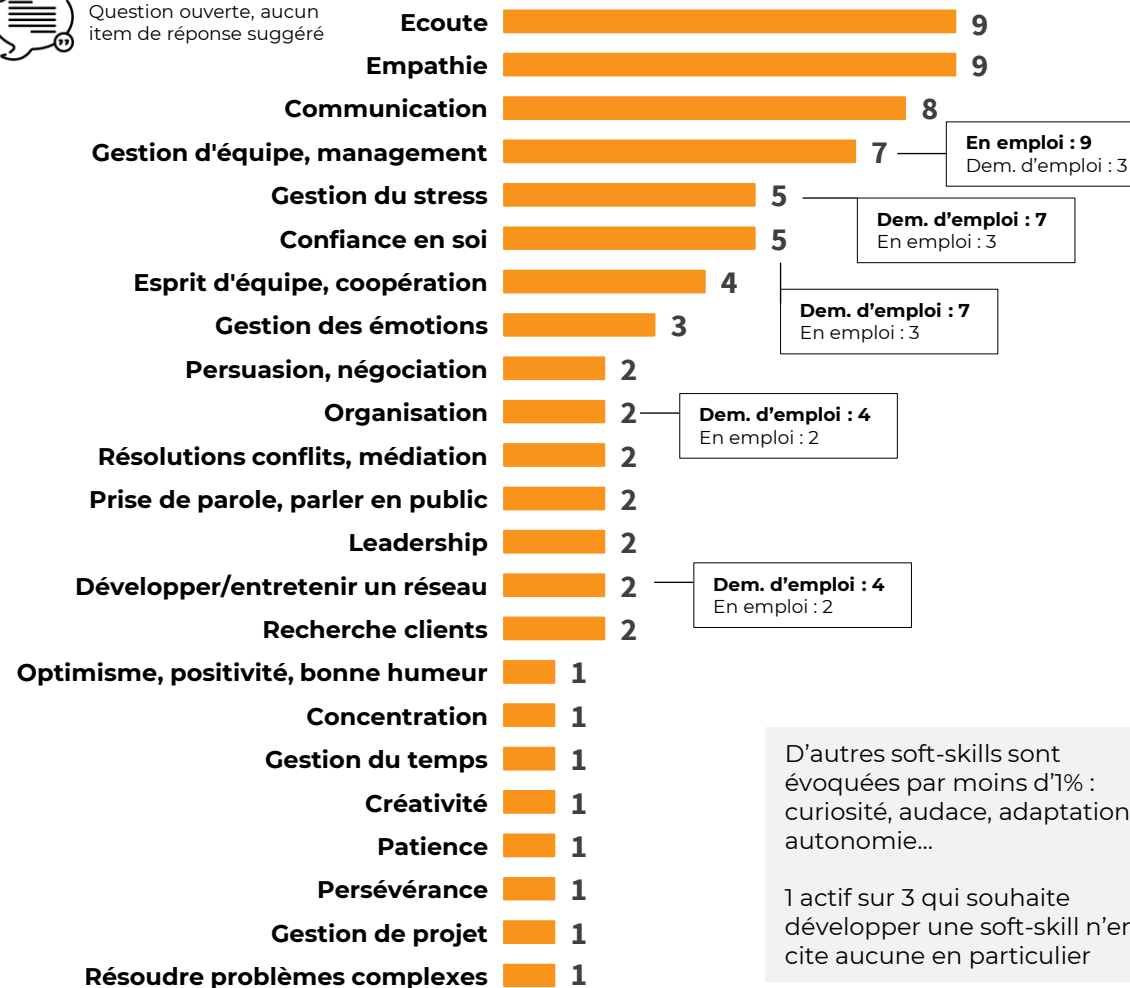 Question ouverte, aucun
item de réponse suggéré
Ecoute 9
Empathie 9
Communication 8
Gestion d'équipe, management 7
En emploi : 9
Dem. d’emploi : 3
Gestion du stress 5
Dem. d’emploi : 7
En emploi : 3
Confiance en soi 5
Dem. d’emploi : 7
En emploi : 3
Esprit d'équipe, coopération 4
Gestion des émotions 3
Persuasion, négociation 2
Organisation 2
Dem. d’emploi : 4
En emploi : 2
Résolutions conflits, médiation 2
Prise de parole, parler en public 2
Leadership 2
Développer/entretenir un réseau 2
Dem. d’emploi : 4
En emploi : 2
Recherche clients 2
Optimisme, positivité, bonne humeur 1
Concentration 1
Gestion du temps 1
Créativité 1
Patience 1
Persévérance 1
Gestion de projet 1
Résoudre problèmes complexes 1
D’autres soft-skills sont
évoquées par moins d’1% :
curiosité, audace, adaptation
autonomie…
1 actif sur 3 qui souhaite
développer une soft-skill n’en
cite aucune en particulier